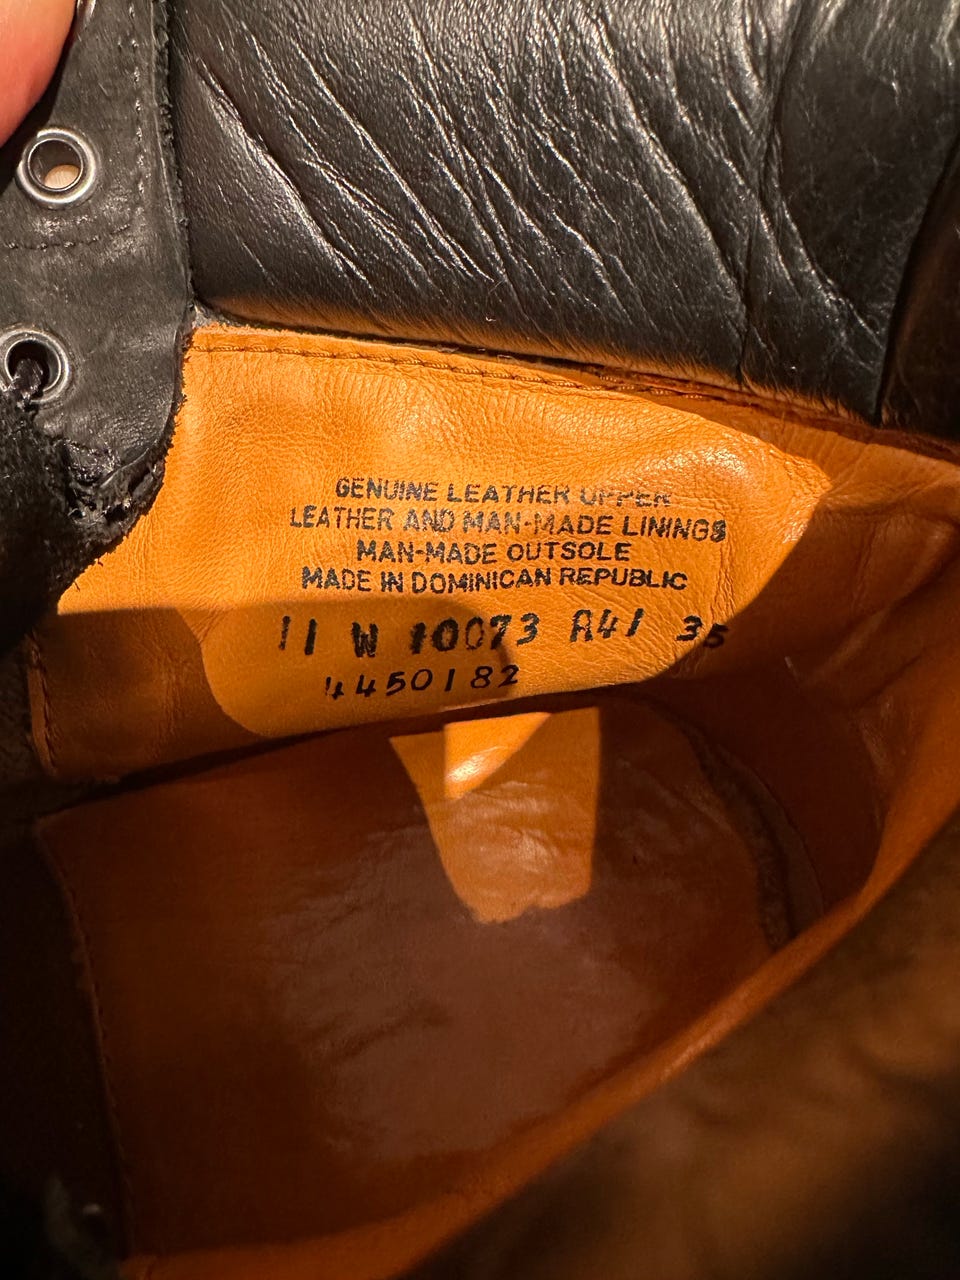 GENUINE LEATHER UPPER
LEATHER AND MAN-MADE LININGS
MAN-MADE OUTSOLE
MADE IN DOMINICAN REPUBLIC
11 W 10073 A41 35
4450182